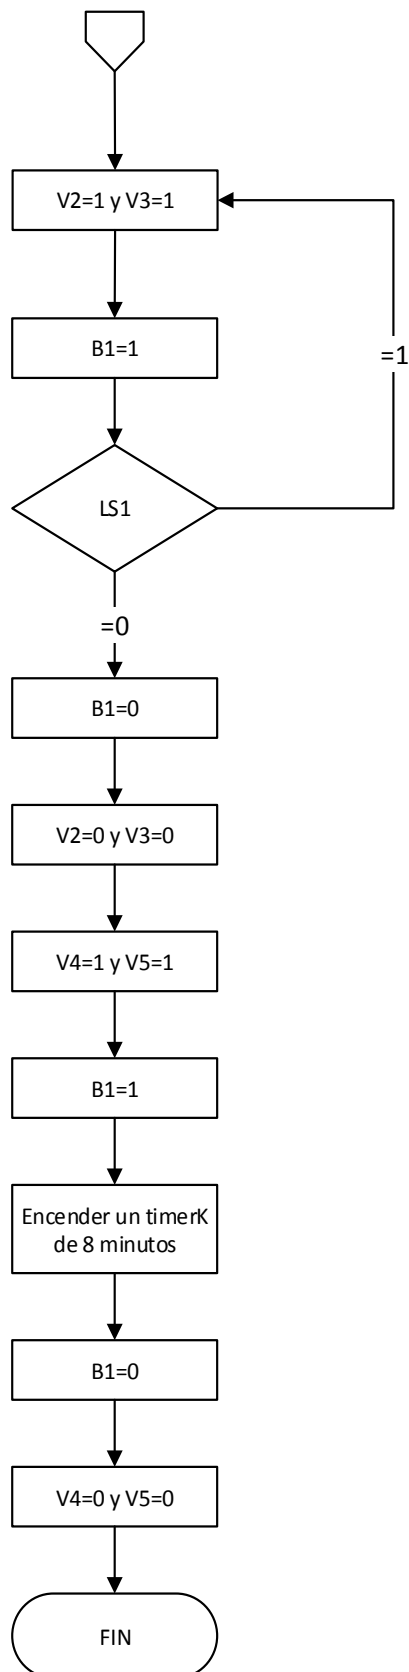 V2=1 y V3=1
B1=1
=1
LS1
=0
B1=0
V2=0 y V3=0
V4=1 y V5=1
B1=1
Encender un timerK
de 8 minutos
B1=0
V4=0 y V5=0
FIN